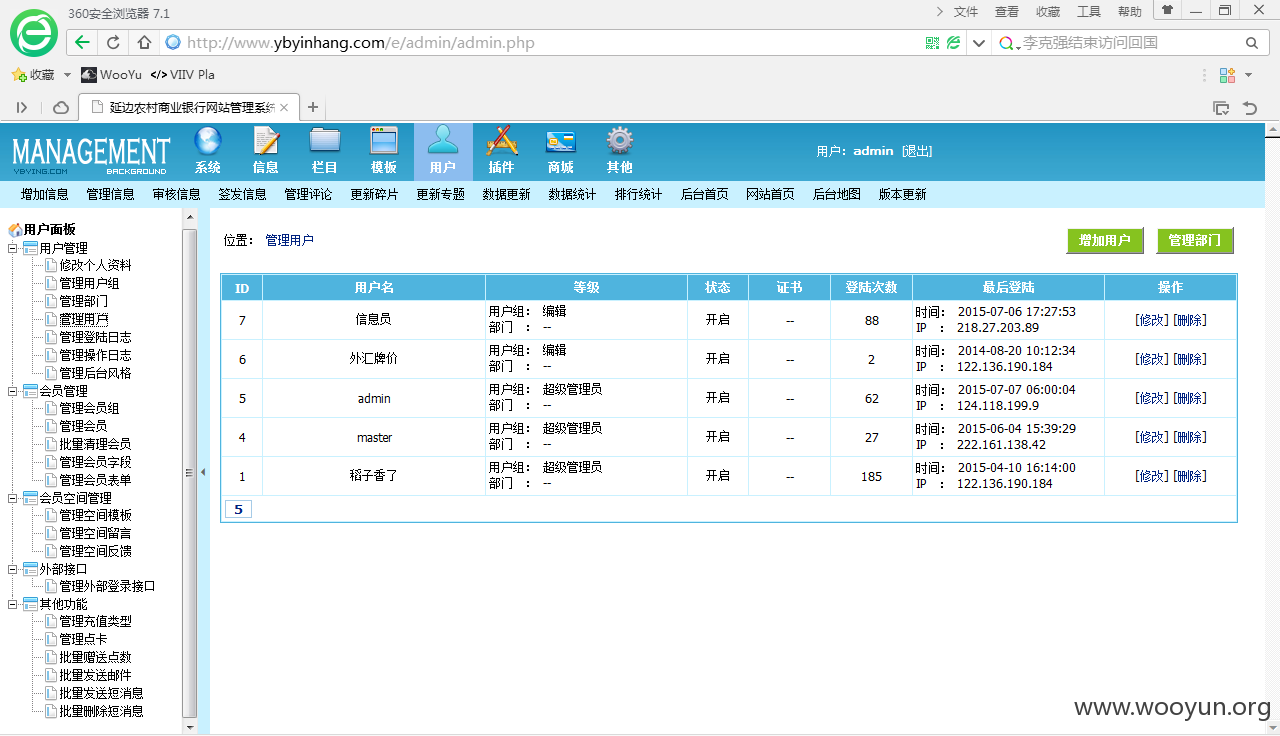 360安全浏览器 7.1
文件 查看 收藏 工具 帮助
http://www.ybyinhang.com/e/admin/admin.php
李克强结束访问回国
收藏 WooYu </> VIIV Pla
延边农村商业银行网站管理系统
MANAGEMENT
YBYING.COM BACKGROUND
系统 信息 栏目 模板 用户 插件 商城 其他
用户：admin [退出]
增加信息 管理信息 审核信息 签发信息 管理评论 更新碎片 更新专题 数据更新 数据统计 排行统计 后台首页 网站首页 后台地图 版本更新
用户面板
用户管理
修改个人资料
管理用户组
管理部门
管理用户
管理登陆日志
管理操作日志
管理后台风格
会员管理
管理会员组
管理会员
批量清理会员
管理会员字段
管理会员表单
会员空间管理
管理空间模板
管理空间留言
管理空间反馈
外部接口
管理外部登录接口
其他功能
管理充值类型
管理点卡
批量赠送点数
批量发送邮件
批量发送短消息
批量删除短消息
位置： 管理用户
增加用户 管理部门
ID 用户名 等级 状态 证书 登陆次数 最后登陆 操作
7 信息员 用户组： 编辑 开启 -- 88 时间： 2015-07-06 17:27:53 [修改] [删除]
部门 ： -- IP ： 218.27.203.89
6 外汇牌价 用户组： 编辑 开启 -- 2 时间： 2014-08-20 10:12:34 [修改] [删除]
部门 ： -- IP ： 122.136.190.184
5 admin 用户组： 超级管理员 开启 -- 62 时间： 2015-07-07 06:00:04 [修改] [删除]
部门 ： -- IP ： 124.118.199.9
4 master 用户组： 超级管理员 开启 -- 27 时间： 2015-06-04 15:39:29 [修改] [删除]
部门 ： -- IP ： 222.161.138.42
1 稻子香了 用户组： 超级管理员 开启 -- 185 时间： 2015-04-10 16:14:00 [修改] [删除]
部门 ： -- IP ： 122.136.190.184
5
www.wooyun.org